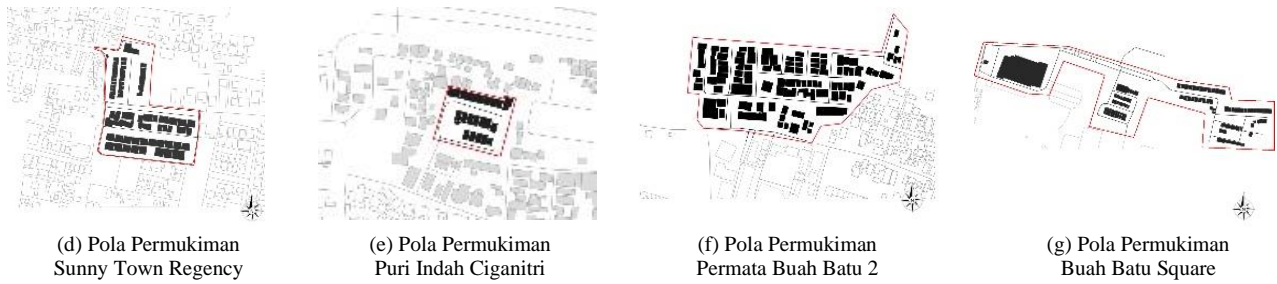 (d) Pola Permukiman
Sunny Town Regency
(e) Pola Permukiman
Puri Indah Ciganitri
(f) Pola Permukiman
Permata Buah Batu 2
(g) Pola Permukiman
Buah Batu Square